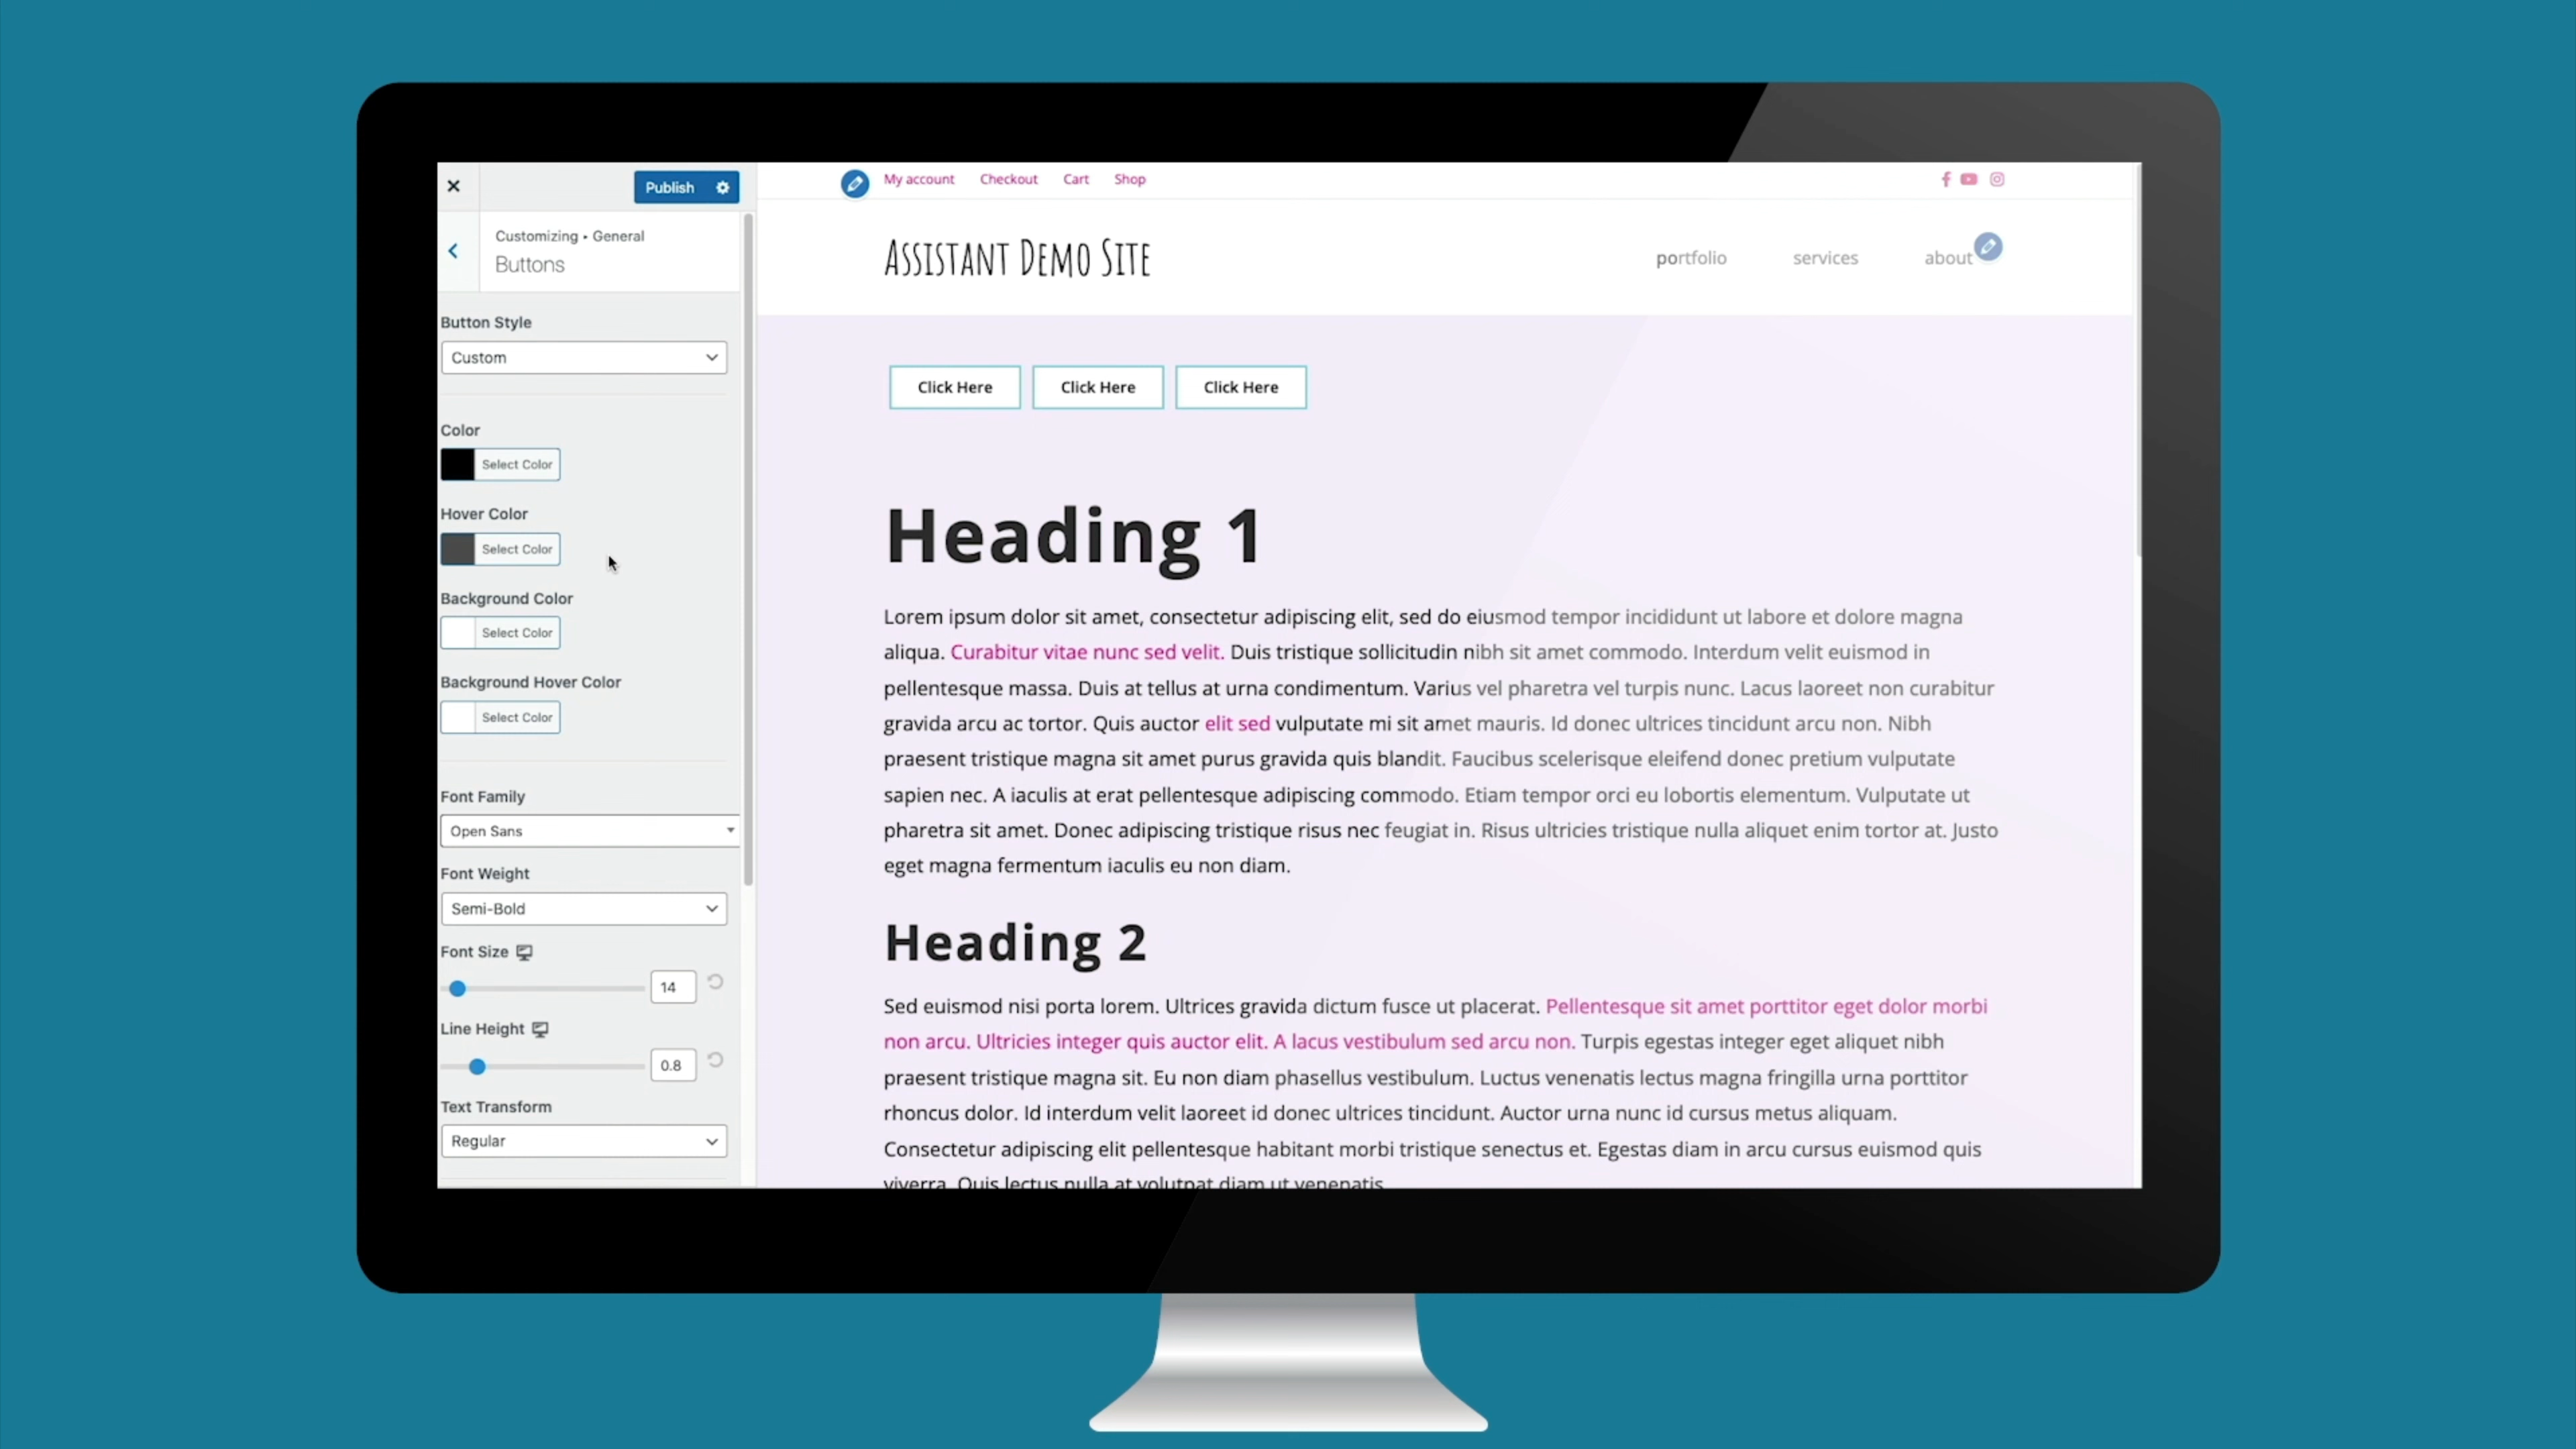 Publish
Customizing • General
Buttons
Button Style
Custom
Color
Select Color
Hover Color
Select Color
Background Color
Select Color
Background Hover Color
Select Color
Font Family
Open Sans
Font Weight
Semi-Bold
Font Size
14
Line Height
0.8
Text Transform
Regular
My account Checkout Cart Shop
Assistant Demo Site
portfolio services about
Click Here Click Here Click Here
Heading 1
Lorem ipsum dolor sit amet, consectetur adipiscing elit, sed do eiusmod tempor incididunt ut labore et dolore magna
aliqua. Curabitur vitae nunc sed velit. Duis tristique sollicitudin nibh sit amet commodo. Interdum velit euismod in
pellentesque massa. Duis at tellus at urna condimentum. Varius vel pharetra vel turpis nunc. Lacus laoreet non curabitur
gravida arcu ac tortor. Quis auctor elit sed vulputate mi sit amet mauris. Id donec ultrices tincidunt arcu non. Nibh
praesent tristique magna sit amet purus gravida quis blandit. Faucibus scelerisque eleifend donec pretium vulputate
sapien nec. A iaculis at erat pellentesque adipiscing commodo. Etiam tempor orci eu lobortis elementum. Vulputate ut
pharetra sit amet. Donec adipiscing tristique risus nec feugiat in. Risus ultricies tristique nulla aliquet enim tortor at. Justo
eget magna fermentum iaculis eu non diam.
Heading 2
Sed euismod nisi porta lorem. Ultrices gravida dictum fusce ut placerat. Pellentesque sit amet porttitor eget dolor morbi
non arcu. Ultricies integer quis auctor elit. A lacus vestibulum sed arcu non. Turpis egestas integer eget aliquet nibh
praesent tristique magna sit. Eu non diam phasellus vestibulum. Luctus venenatis lectus magna fringilla urna porttitor
rhoncus dolor. Id interdum velit laoreet id donec ultrices tincidunt. Auctor urna nunc id cursus metus aliquam.
Consectetur adipiscing elit pellentesque habitant morbi tristique senectus et. Egestas diam in arcu cursus euismod quis
viverra. Quis lectus nulla at volutpat diam ut venenatis.